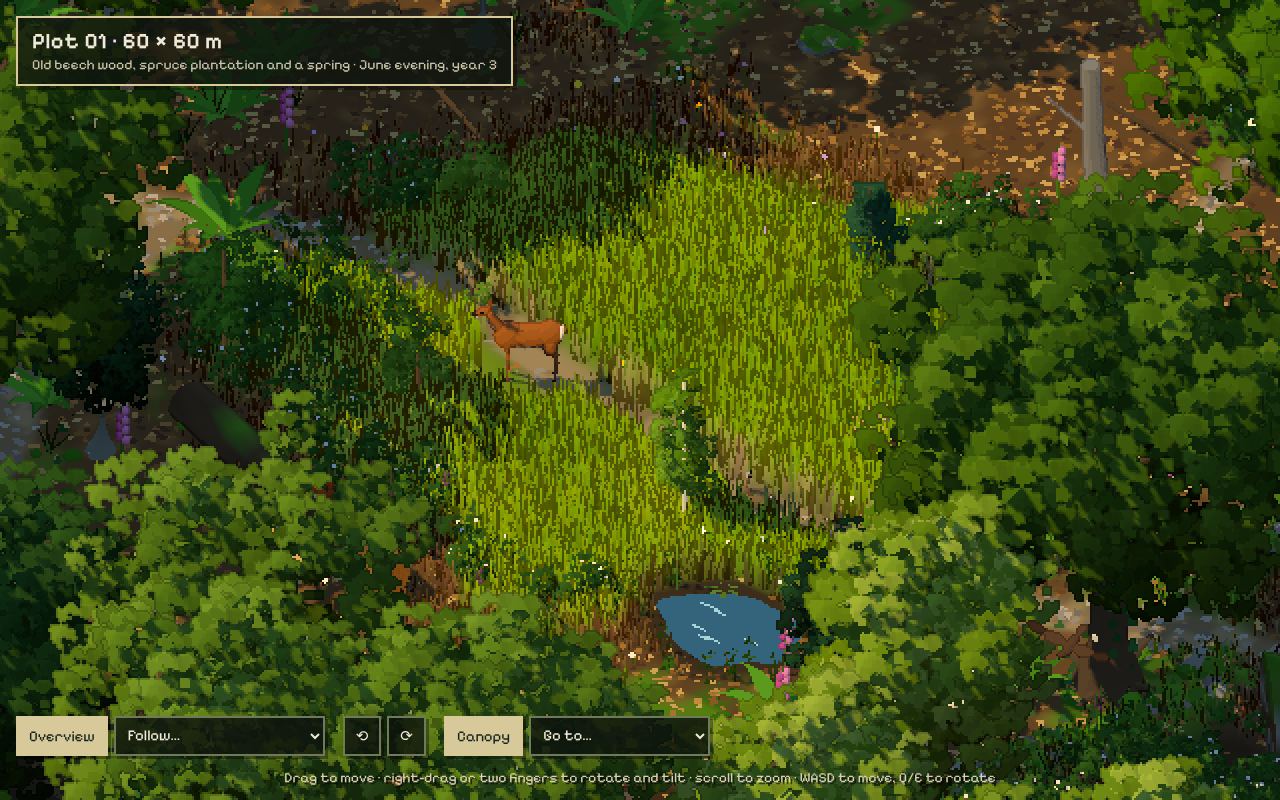 Plot 01 · 60 × 60 m
Old beech wood, spruce plantation and a spring · June evening, year 3
Overview
Follow...
⟲
⟳
Canopy
Go to...
Drag to move · right-drag or two fingers to rotate and tilt · scroll to zoom · WASD to move, Q/E to rotate